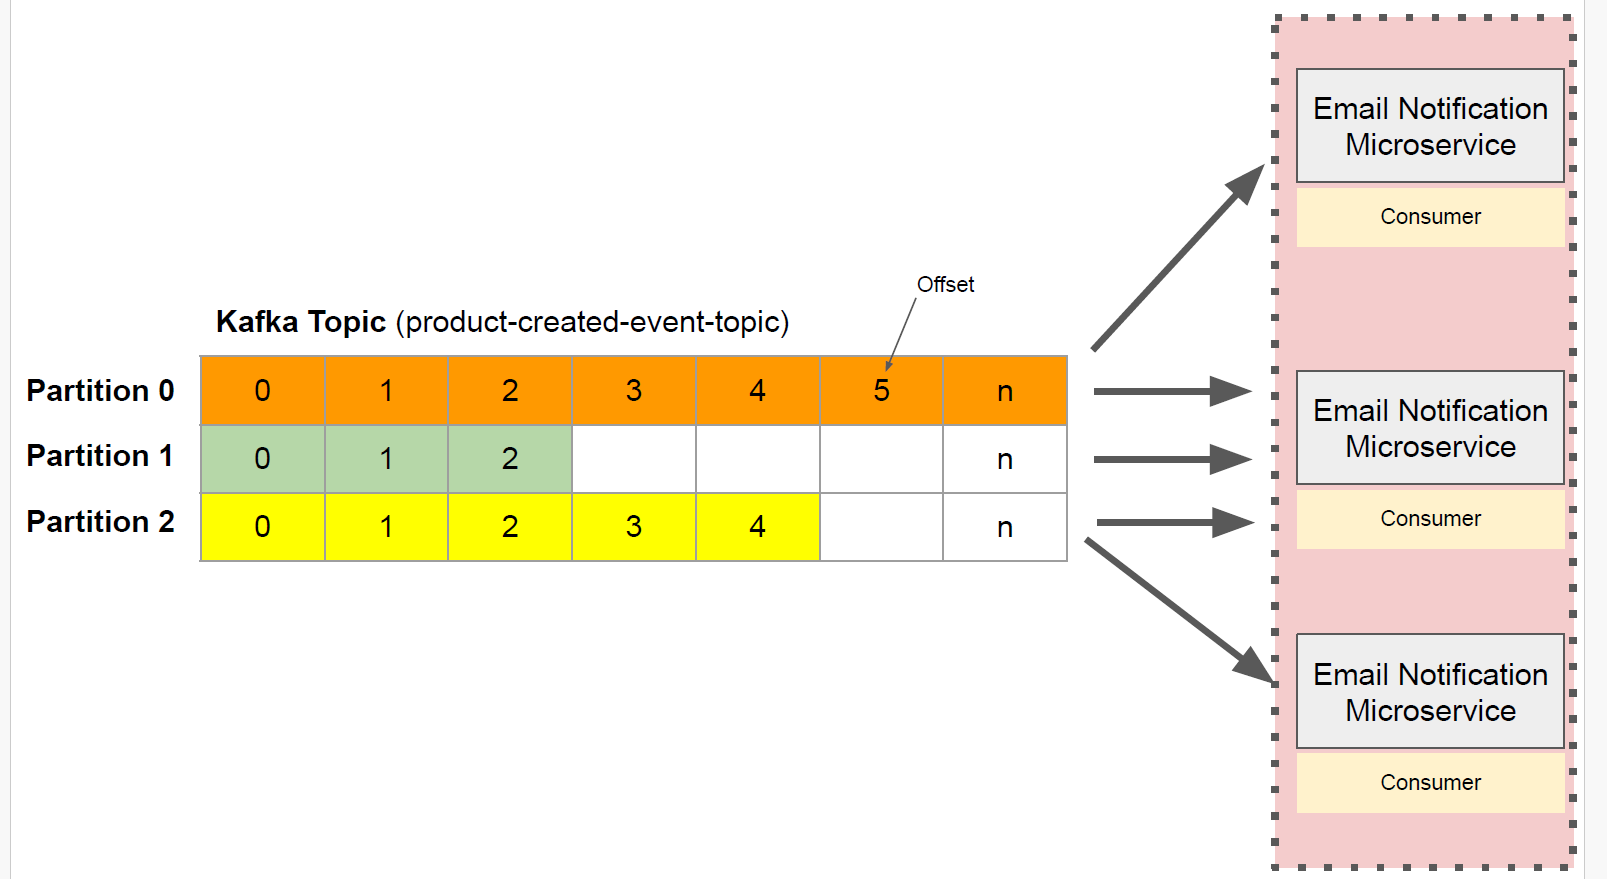 Email Notification
Microservice
Consumer
Offset
Kafka Topic (product-created-event-topic)
Partition 0 0 1 2 3 4 5 n
Partition 1 0 1 2 n
Partition 2 0 1 2 3 4 n
Email Notification
Microservice
Consumer
Email Notification
Microservice
Consumer